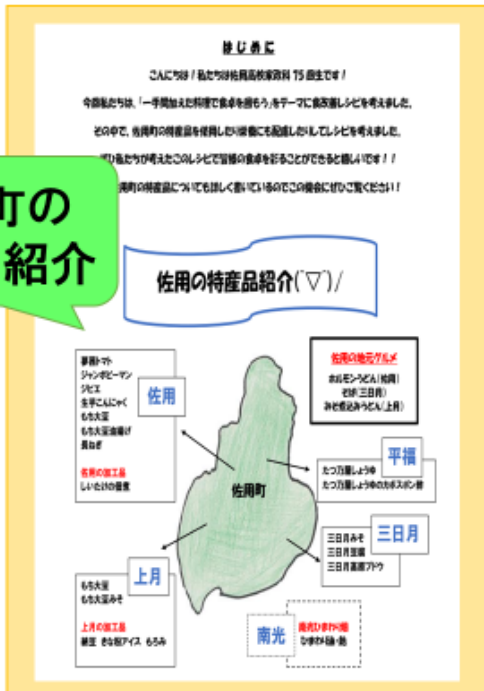 はじめに
こんにちは!私たちは佐用高校家政科75回生です!
今回私たちは、「一手間加えた料理で食卓を囲もう」をテーマに食改善レシピを考えました。
その中で、佐用町の特産品を使用したり栄養にも配慮したりしてレシピを考えました。
私たちが考えたこのレシピで皆様の食卓を彩ることができると嬉しいです!!
用町の特産品についても詳しく書いているのでこの機会にぜひご覧ください!
町の
紹介
佐用の特産品紹介(´▽`)/
夢茜トマト
ジャンボピーマン
ジビエ
生芋こんにゃく
もち大豆
もち大豆油揚げ
長ねぎ
佐用の加工品
しいたけの佃煮
佐用
佐用の地元グルメ
ホルモンうどん(佐用)
そば(三日月)
みそ煮込みうどん(上月)
佐用町
平福
たつ乃屋しょうゆ
たつ乃屋しょうゆのカボスポン酢
三日月
三日月みそ
三日月豆腐
三日月高原ブドウ
上月
もち大豆
もち大豆みそ
上月の加工品
納豆 きな粉アイス もろみ
南光
南光ひまわり畑
ひまわり油・麺